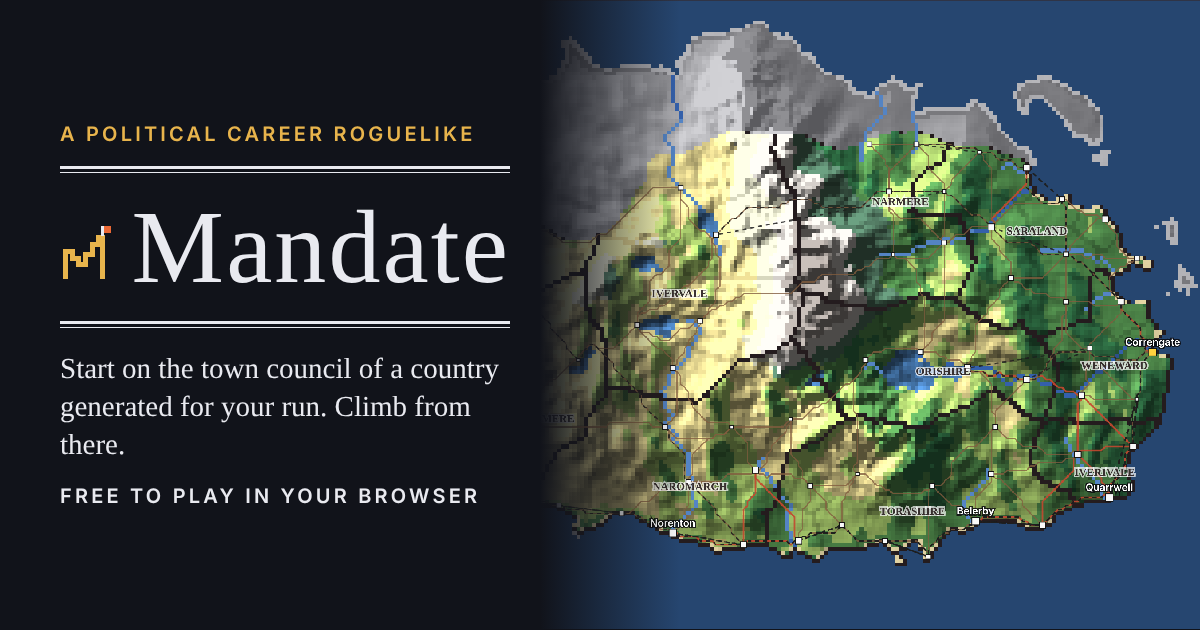 A POLITICAL CAREER ROGUELIKE
Mandate
Start on the town council of a country
generated for your run. Climb from
there.
FREE TO PLAY IN YOUR BROWSER
NARMERE
SARALAND
IVERVALE
Correngate
WENEWARD
ORISHIRE
IVERIVALE
Quarrwell
NAROMARCH
TORASHIRE
Belerby
Norenton